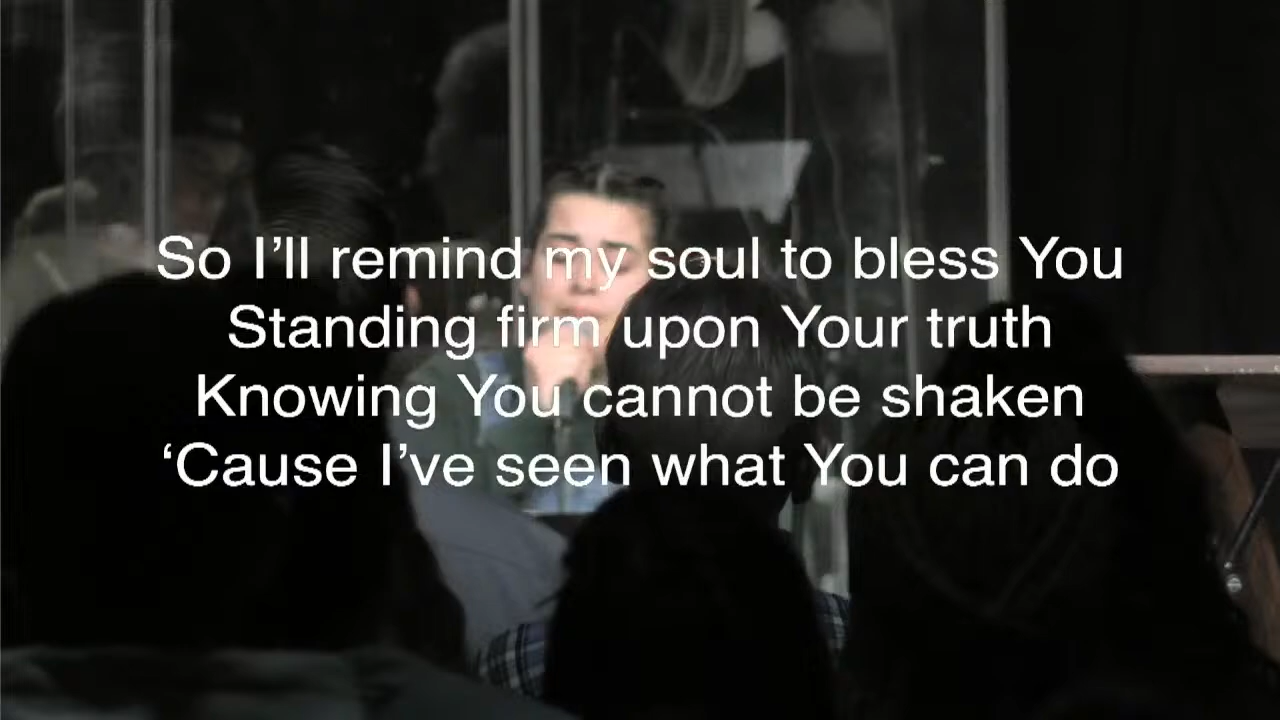 So I’ll remind my soul to bless You
Standing firm upon Your truth
Knowing You cannot be shaken
‘Cause I’ve seen what You can do